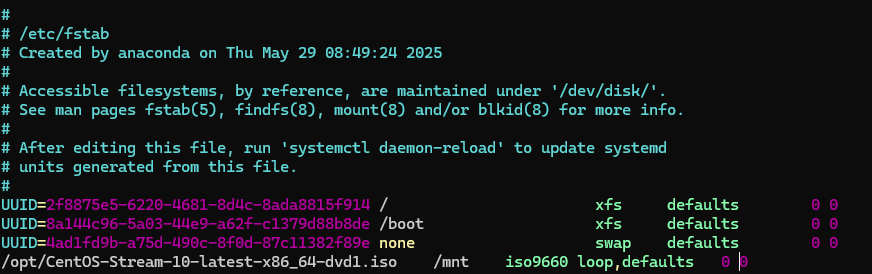 #
# /etc/fstab
# Created by anaconda on Thu May 29 08:49:24 2025
#
# Accessible filesystems, by reference, are maintained under '/dev/disk/'.
# See man pages fstab(5), findfs(8), mount(8) and/or blkid(8) for more info.
#
# After editing this file, run 'systemctl daemon-reload' to update systemd
# units generated from this file.
#
UUID=2f8875e5-6220-4681-8d4c-8ada8815f914 /                       xfs     defaults        0 0
UUID=8a144c96-5a03-44e9-a62f-c1379d88b8de /boot                   xfs     defaults        0 0
UUID=4ad1fd9b-a75d-490c-8f0d-87c11382f89e none                    swap    defaults        0 0
/opt/CentOS-Stream-10-latest-x86_64-dvd1.iso    /mnt    iso9660 loop,defaults   0 0